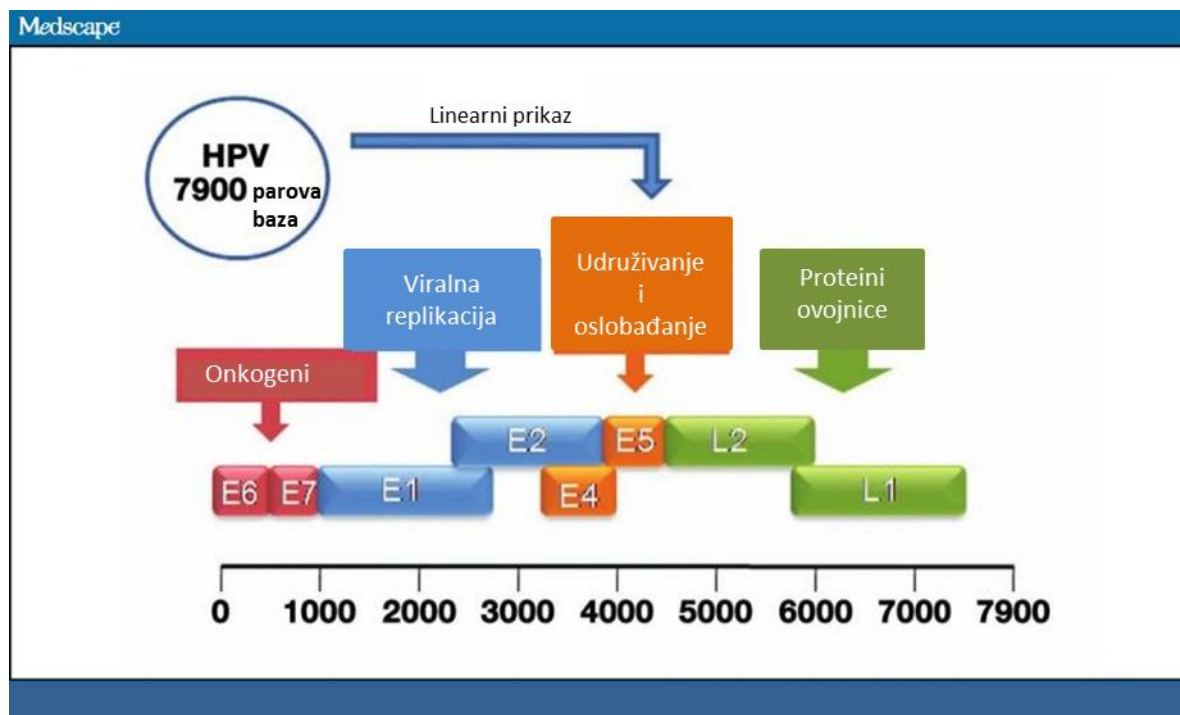 Medscape
HPV
7900 parova
baza
Linearni prikaz
Onkogeni
Viralna
replikacija
Udruživanje
i
oslobađanje
Proteini
ovojnice
E2
E5
L2
E6
E7
E1
E4
L1
0 1000 2000 3000 4000 5000 6000 7000 7900